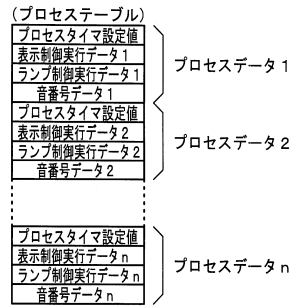 (プロセステーブル)
プロセスタイマ設定値
表示制御実行データ1
ランプ制御実行データ1
音番号データ1
プロセスデータ1
プロセスタイマ設定値
表示制御実行データ2
ランプ制御実行データ2
音番号データ2
プロセスデータ2
プロセスタイマ設定値
表示制御実行データn
ランプ制御実行データn
音番号データn
プロセスデータn